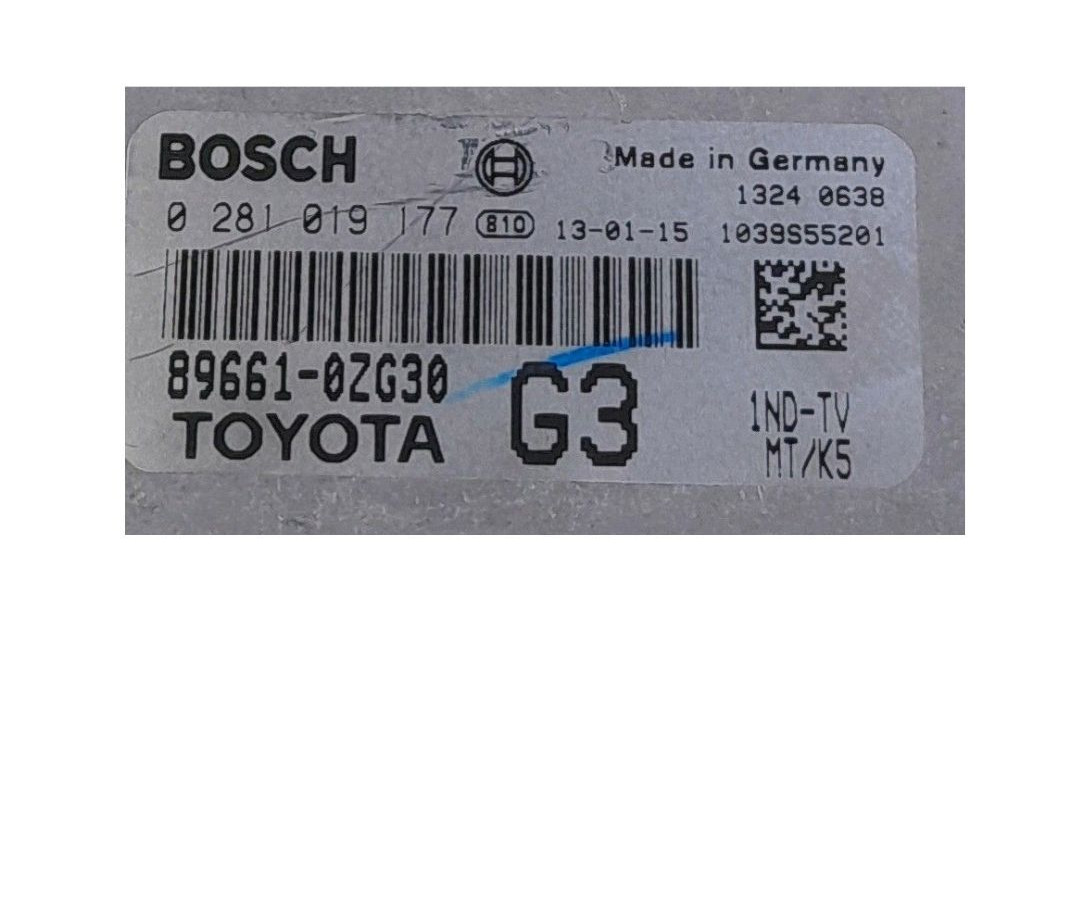 BOSCH
Made in Germany
1324 0638
0 281 019 177 810 13-01-15 1039S55201
89661-0ZG30
TOYOTA
G3
1ND-TV
MT/K5